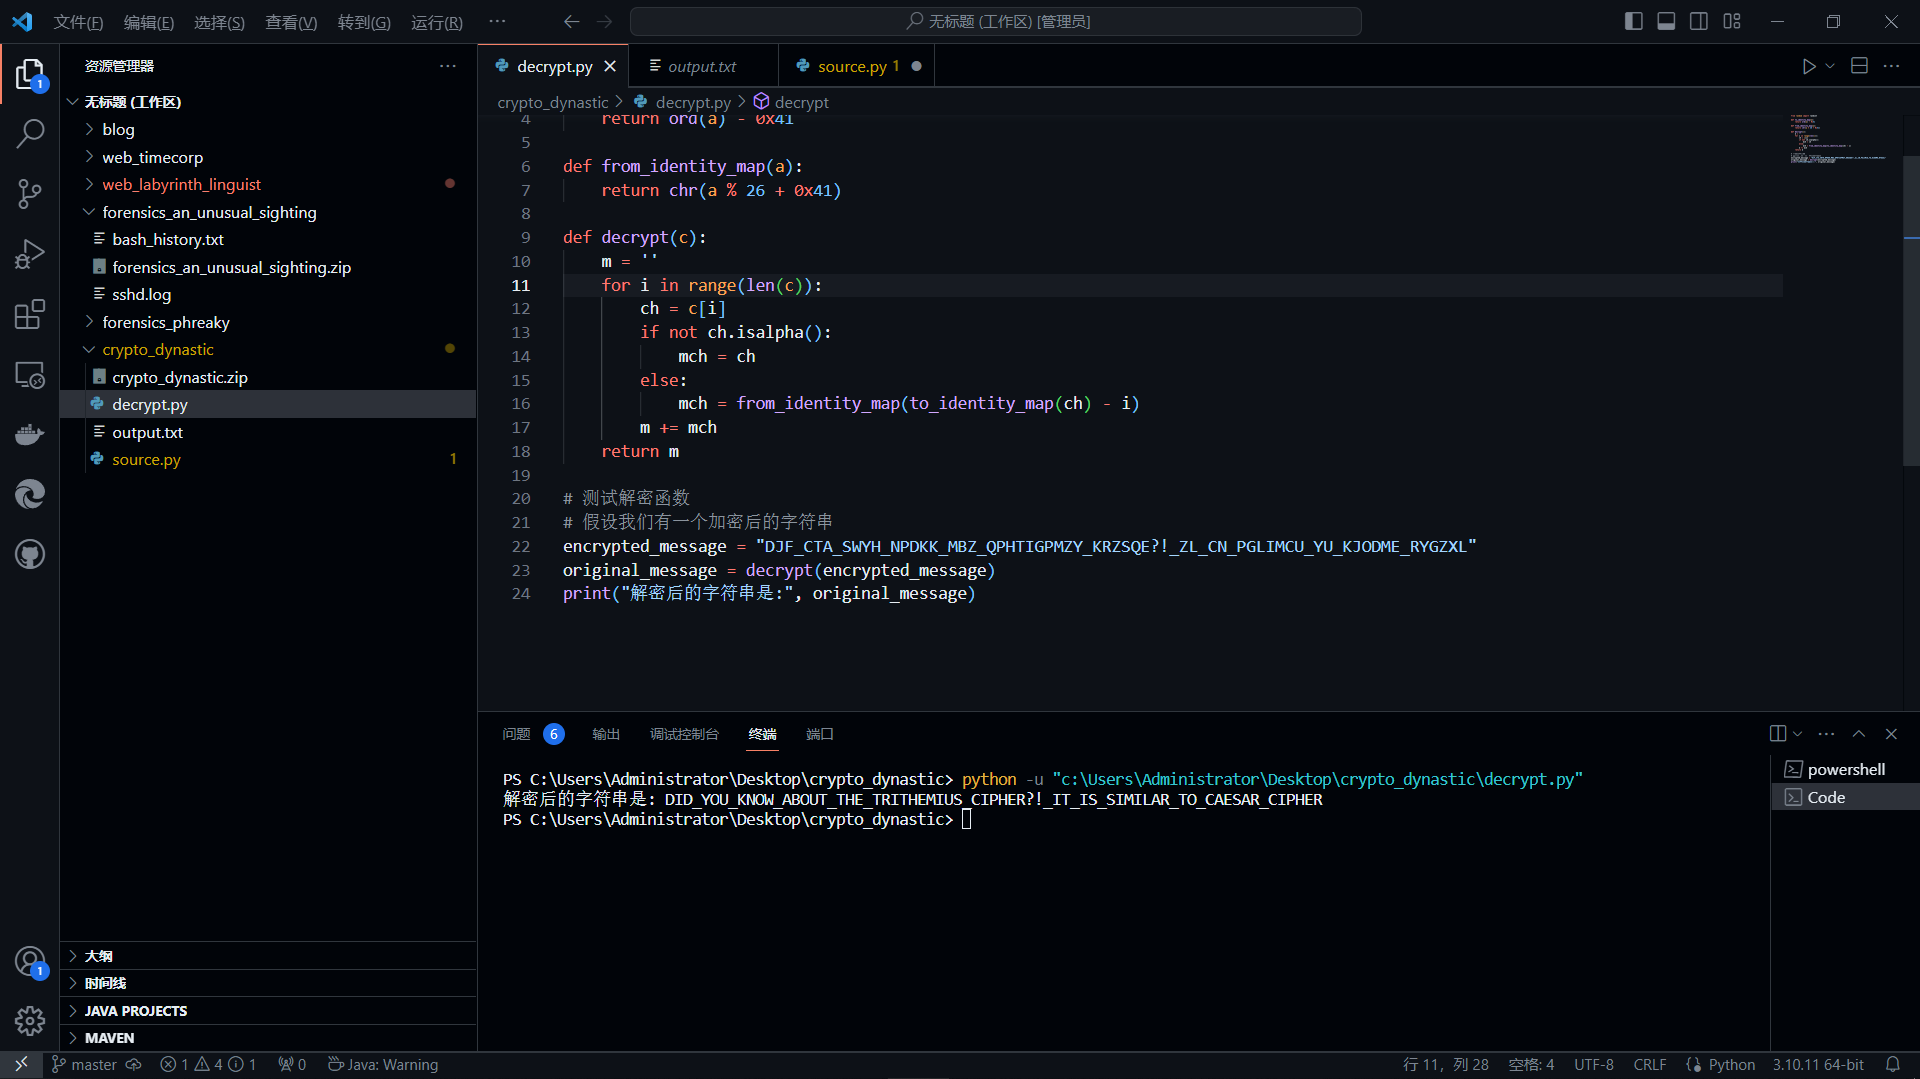 文件(F) 编辑(E) 选择(S) 查看(V) 转到(G) 运行(R) ··· 无标题 (工作区) [管理员]
资源管理器
无标题 (工作区)
blog
web_timecorp
web_labyrinth_linguist
forensics_an_unusual_sighting
bash_history.txt
forensics_an_unusual_sighting.zip
sshd.log
forensics_phreaky
crypto_dynastic
crypto_dynastic.zip
decrypt.py
output.txt
source.py 1
大纲
时间线
JAVA PROJECTS
MAVEN
1
1
decrypt.py output.txt source.py 1
crypto_dynastic > decrypt.py > decrypt
4 return ord(a) - 0x41
5
6 def from_identity_map(a):
7 return chr(a % 26 + 0x41)
8
9 def decrypt(c):
10 m = ''
11 for i in range(len(c)):
12 ch = c[i]
13 if not ch.isalpha():
14 mch = ch
15 else:
16 mch = from_identity_map(to_identity_map(ch) - i)
17 m += mch
18 return m
19
20 # 测试解密函数
21 # 假设我们有一个加密后的字符串
22 encrypted_message = "DJF_CTA_SWYH_NPDKK_MBZ_QPHTIGPMZY_KRZSQE?!_ZL_CN_PGLIMCU_YU_KJODME_RYGZXL"
23 original_message = decrypt(encrypted_message)
24 print("解密后的字符串是:", original_message)
问题 6 输出 调试控制台 终端 端口
PS C:\Users\Administrator\Desktop\crypto_dynastic> python -u "c:\Users\Administrator\Desktop\crypto_dynastic\decrypt.py"
解密后的字符串是: DID_YOU_KNOW_ABOUT_THE_TRITHEMIUS_CIPHER?!_IT_IS_SIMILAR_TO_CAESAR_CIPHER
PS C:\Users\Administrator\Desktop\crypto_dynastic>
powershell
Code
master 1 4 1 0 Java: Warning 行 11，列 28 空格: 4 UTF-8 CRLF Python 3.10.11 64-bit